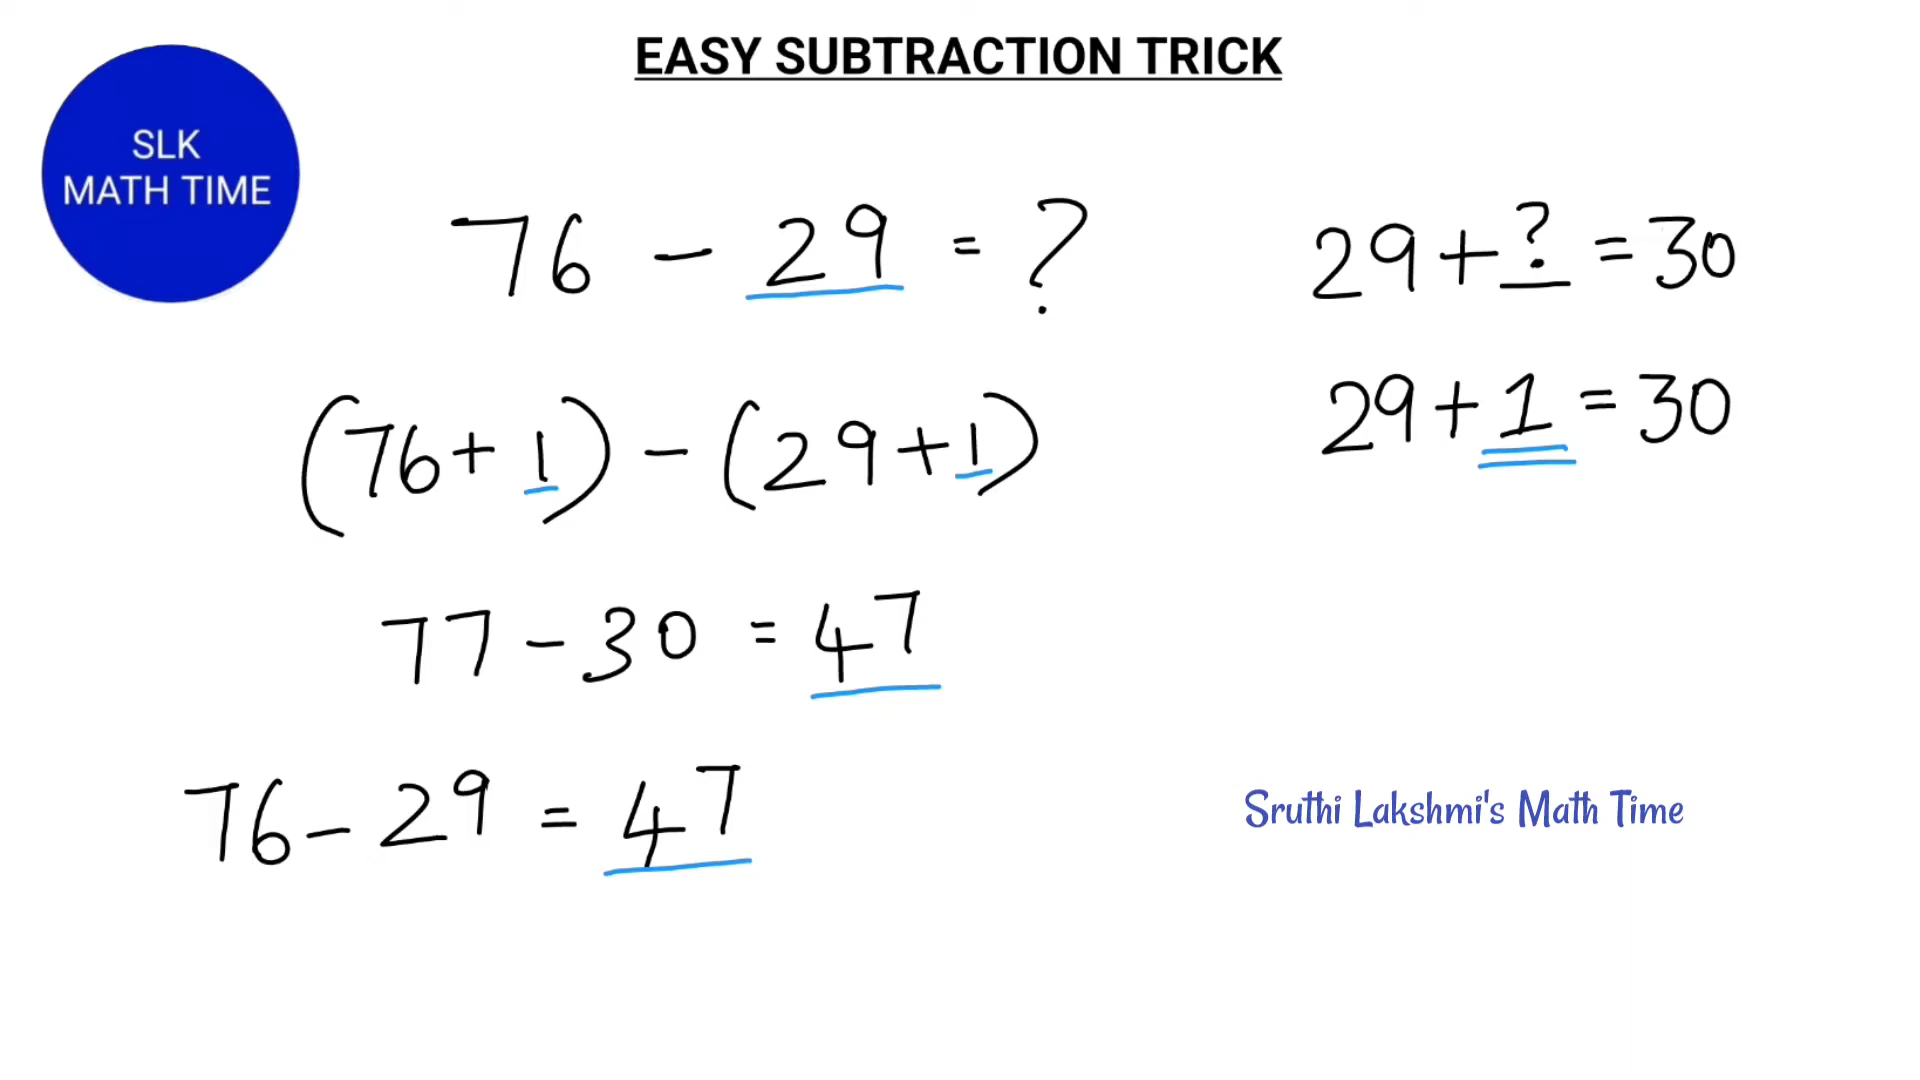 EASY SUBTRACTION TRICK
SLK
MATH TIME
76 - 29 = ?
29 + ? = 30
(76 + 1) - (29 + 1)
29 + 1 = 30
77 - 30 = 47
76 - 29 = 47
Sruthi Lakshmi's Math Time